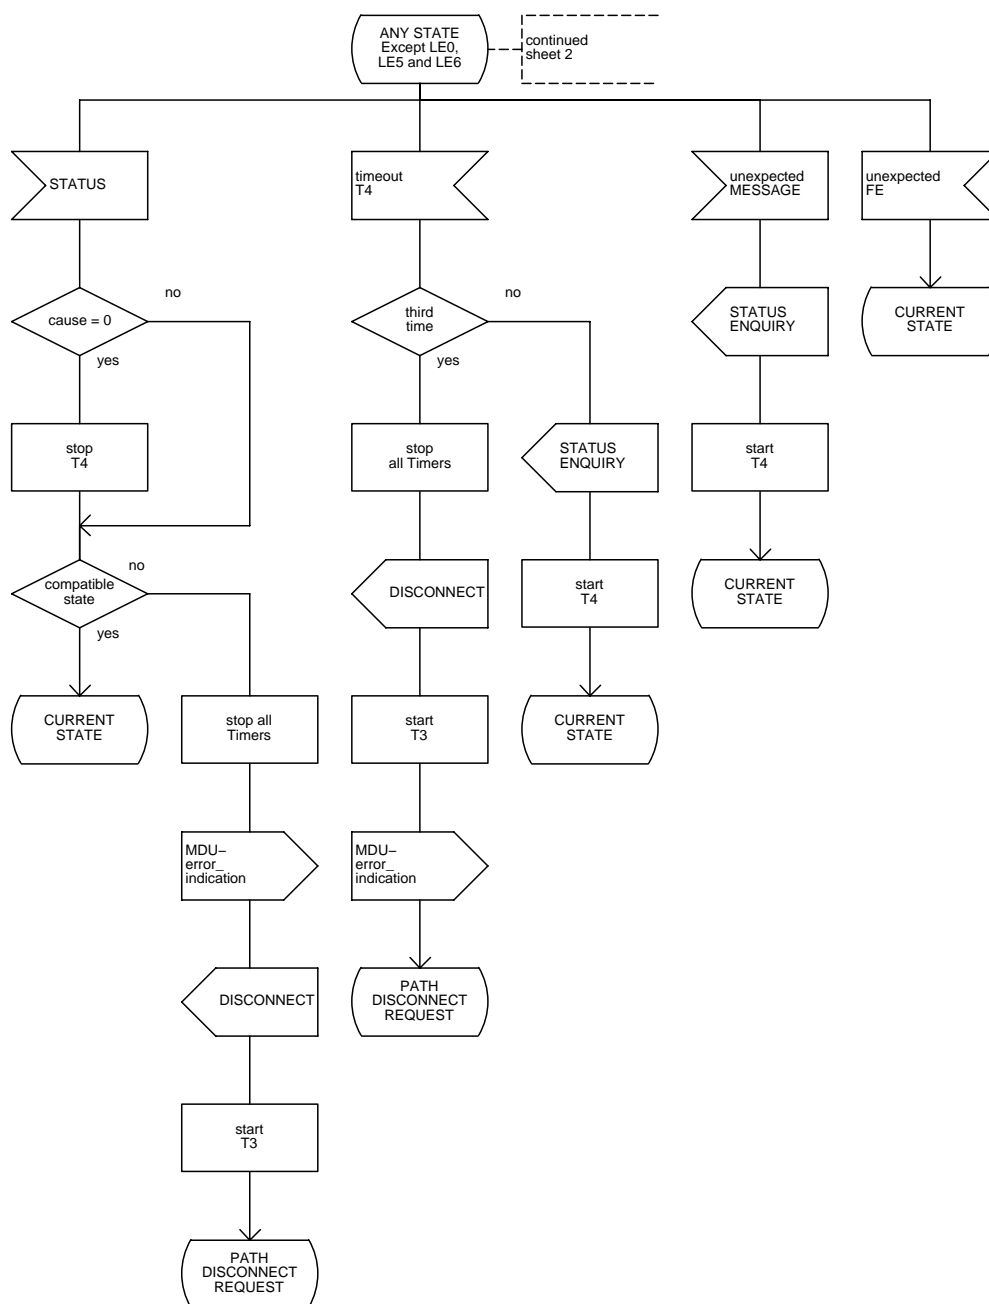 ANY STATE
Except LE0,
LE5 and LE6
continued
sheet 2
STATUS
timeout
T4
unexpected
MESSAGE
unexpected
FE
no
cause = 0
yes
no
third
time
yes
STATUS
ENQUIRY
CURRENT
STATE
stop
T4
stop
all Timers
STATUS
ENQUIRY
start
T4
no
compatible
state
yes
DISCONNECT
start
T4
CURRENT
STATE
CURRENT
STATE
stop all
Timers
start
T3
CURRENT
STATE
MDU–
error_
indication
MDU–
error_
indication
DISCONNECT
PATH
DISCONNECT
REQUEST
start
T3
PATH
DISCONNECT
REQUEST